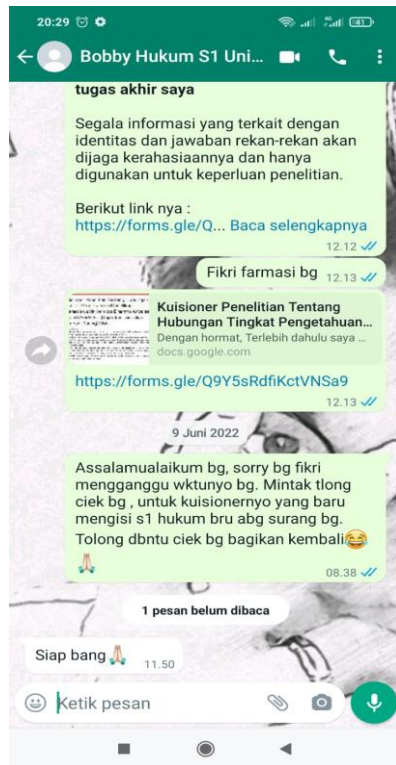 20:29
41
Bobby Hukum S1 Uni...
tugas akhir saya
Segala informasi yang terkait dengan
identitas dan jawaban rekan-rekan akan
dijaga kerahasiaannya dan hanya
digunakan untuk keperluan penelitian.
Berikut link nya :
https://forms.gle/Q... Baca selengkapnya
12.12
Fikri farmasi bg
12.13
Kuisioner Penelitian Tentang
Hubungan Tingkat Pengetahuan...
Dengan hormat, Terlebih dahulu saya ...
docs.google.com
https://forms.gle/Q9Y5sRdfiKctVNSa9
12.13
9 Juni 2022
Assalamualaikum bg, sorry bg fikri
mengganggu wktunyo bg. Mintak tlong
ciek bg , untuk kuisionernyo yang baru
mengisi s1 hukum bru abg surang bg.
Tolong dbntu ciek bg bagikan kembali😂
🙏
08.38
1 pesan belum dibaca
Siap bang🙏
11.50
Ketik pesan